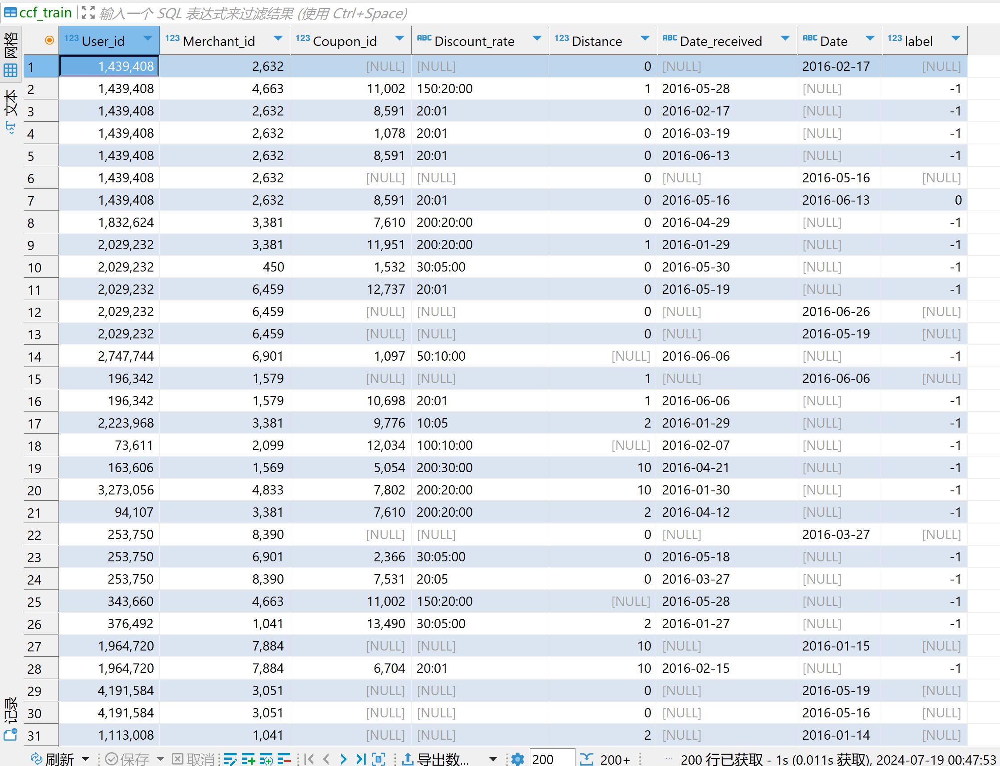 ccf_train 输入一个 SQL 表达式来过滤结果 (使用 Ctrl+Space)
网格
文本
记录
123 User_id 123 Merchant_id 123 Coupon_id ABC Discount_rate 123 Distance ABC Date_received ABC Date 123 label
1 1,439,408 2,632 [NULL] [NULL] 0 [NULL] 2016-02-17 [NULL]
2 1,439,408 4,663 11,002 150:20:00 1 2016-05-28 [NULL] -1
3 1,439,408 2,632 8,591 20:01 0 2016-02-17 [NULL] -1
4 1,439,408 2,632 1,078 20:01 0 2016-03-19 [NULL] -1
5 1,439,408 2,632 8,591 20:01 0 2016-06-13 [NULL] -1
6 1,439,408 2,632 [NULL] [NULL] 0 [NULL] 2016-05-16 [NULL]
7 1,439,408 2,632 8,591 20:01 0 2016-05-16 2016-06-13 0
8 1,832,624 3,381 7,610 200:20:00 0 2016-04-29 [NULL] -1
9 2,029,232 3,381 11,951 200:20:00 1 2016-01-29 [NULL] -1
10 2,029,232 450 1,532 30:05:00 0 2016-05-30 [NULL] -1
11 2,029,232 6,459 12,737 20:01 0 2016-05-19 [NULL] -1
12 2,029,232 6,459 [NULL] [NULL] 0 [NULL] 2016-06-26 [NULL]
13 2,029,232 6,459 [NULL] [NULL] 0 [NULL] 2016-05-19 [NULL]
14 2,747,744 6,901 1,097 50:10:00 [NULL] 2016-06-06 [NULL] -1
15 196,342 1,579 [NULL] [NULL] 1 [NULL] 2016-06-06 [NULL]
16 196,342 1,579 10,698 20:01 1 2016-06-06 [NULL] -1
17 2,223,968 3,381 9,776 10:05 2 2016-01-29 [NULL] -1
18 73,611 2,099 12,034 100:10:00 [NULL] 2016-02-07 [NULL] -1
19 163,606 1,569 5,054 200:30:00 10 2016-04-21 [NULL] -1
20 3,273,056 4,833 7,802 200:20:00 10 2016-01-30 [NULL] -1
21 94,107 3,381 7,610 200:20:00 2 2016-04-12 [NULL] -1
22 253,750 8,390 [NULL] [NULL] 0 [NULL] 2016-03-27 [NULL]
23 253,750 6,901 2,366 30:05:00 0 2016-05-18 [NULL] -1
24 253,750 8,390 7,531 20:05 0 2016-03-27 [NULL] -1
25 343,660 4,663 11,002 150:20:00 [NULL] 2016-05-28 [NULL] -1
26 376,492 1,041 13,490 30:05:00 2 2016-01-27 [NULL] -1
27 1,964,720 7,884 [NULL] [NULL] 10 [NULL] 2016-01-15 [NULL]
28 1,964,720 7,884 6,704 20:01 10 2016-02-15 [NULL] -1
29 4,191,584 3,051 [NULL] [NULL] 0 [NULL] 2016-05-19 [NULL]
30 4,191,584 3,051 [NULL] [NULL] 0 [NULL] 2016-05-16 [NULL]
31 1,113,008 1,041 [NULL] [NULL] 2 [NULL] 2016-01-14 [NULL]
刷新 保存 取消 导出数... 200 200+ ... 200 行已获取 - 1s (0.011s 获取), 2024-07-19 00:47:53